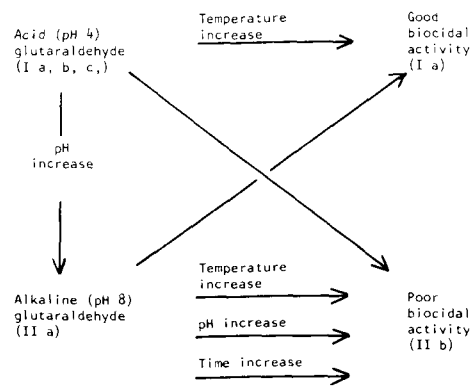 Acid (pH 4)
glutaraldehyde
(I a, b, c,)
Temperature
increase
Good
biocidal
activity
(I a)
pH
increase
Alkaline (pH 8)
glutaraldehyde
(II a)
Temperature
increase
pH increase
Time increase
Poor
biocidal
activity
(II b)